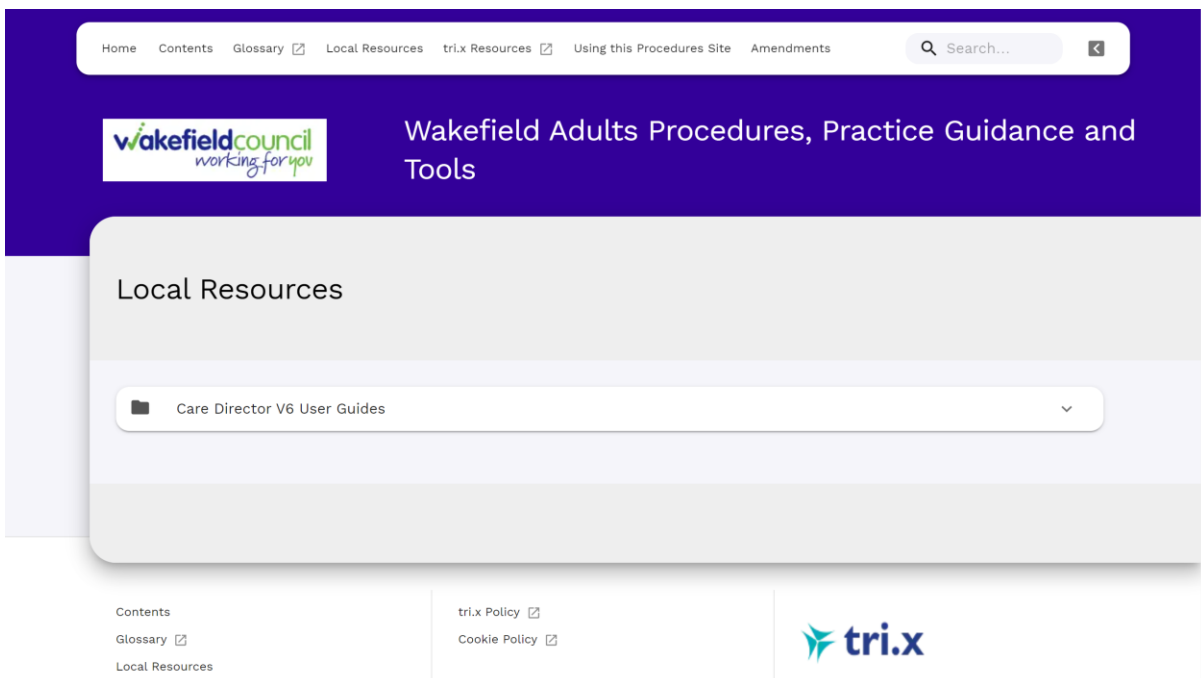 Home Contents Glossary Local Resources tri.x Resources Using this Procedures Site Amendments Search...
wakefieldcouncil
working for you
Wakefield Adults Procedures, Practice Guidance and
Tools
Local Resources
Care Director V6 User Guides
Contents
Glossary
Local Resources
tri.x Policy
Cookie Policy
tri.x